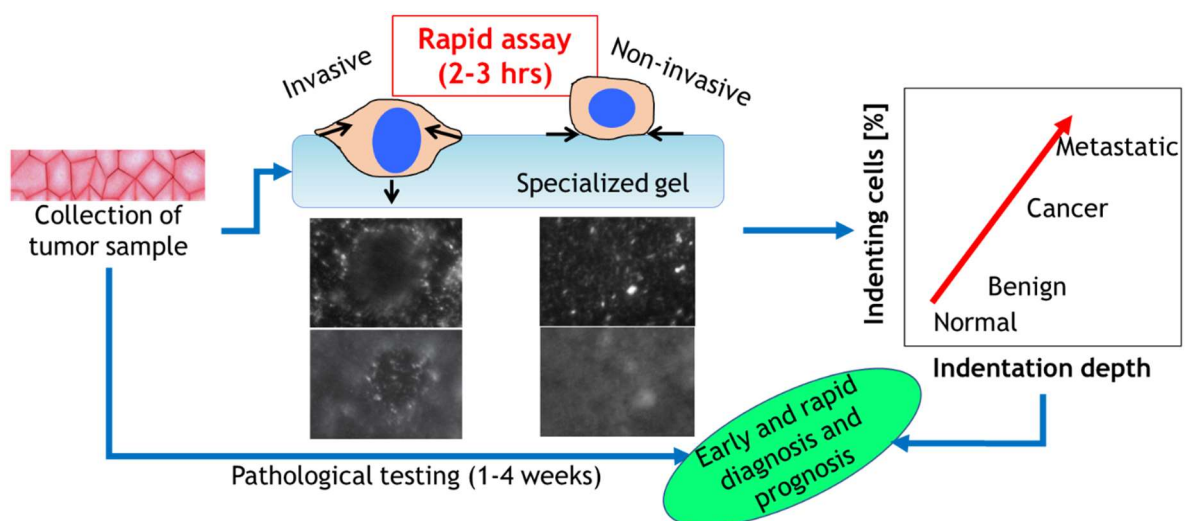 Rapid assay
(2-3 hrs)
Invasive
Non-invasive
Specialized gel
Collection of
tumor sample
Indenting cells [%]
Metastatic
Cancer
Benign
Normal
Indentation depth
Early and rapid
diagnosis and
prognosis
Pathological testing (1-4 weeks)